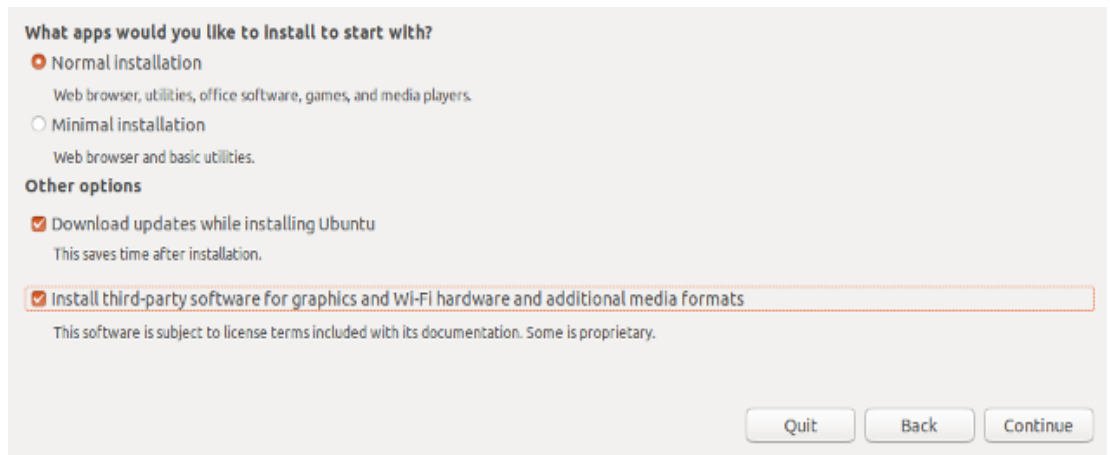 What apps would you like to install to start with?
Normal installation
Web browser, utilities, office software, games, and media players.
Minimal installation
Web browser and basic utilities.
Other options
Download updates while installing Ubuntu
This saves time after installation.
Install third-party software for graphics and Wi-Fi hardware and additional media formats
This software is subject to license terms included with its documentation. Some is proprietary.
Quit Back Continue